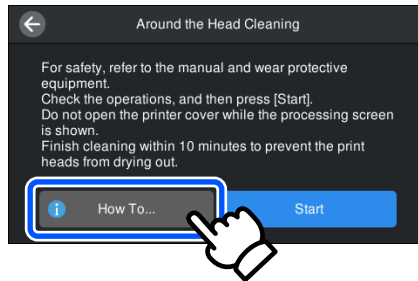 Around the Head Cleaning
For safety, refer to the manual and wear protective
equipment.
Check the operations, and then press [Start].
Do not open the printer cover while the processing screen
is shown.
Finish cleaning within 10 minutes to prevent the print
heads from drying out.
How To...
Start